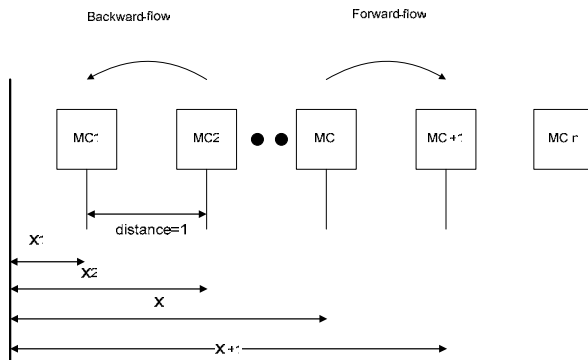 Backward-flow Forward-flow
MC1 MC2 MC MC +1 MC n
distance=1
X1
X2
X
X +1